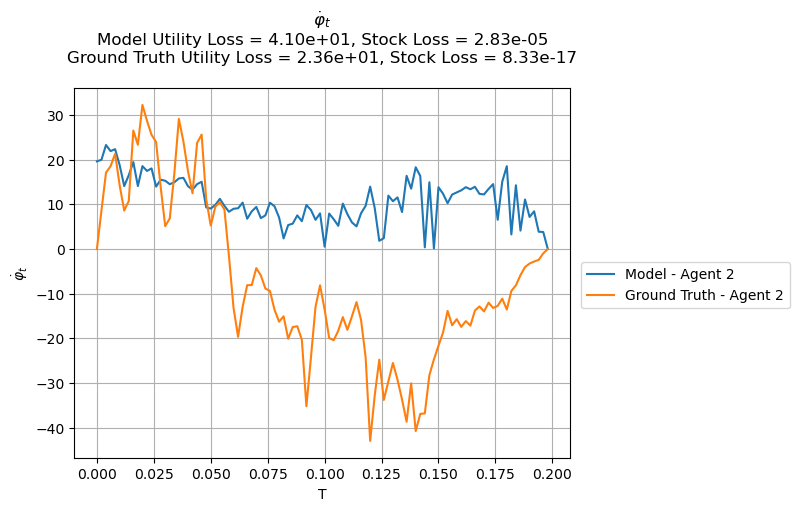 φ̇ₜ
Model Utility Loss = 4.10e+01, Stock Loss = 2.83e-05
Ground Truth Utility Loss = 2.36e+01, Stock Loss = 8.33e-17
30
20
10
0
−10
−20
−30
−40
φ̇ₜ
0.000 0.025 0.050 0.075 0.100 0.125 0.150 0.175 0.200
T
Model - Agent 2
Ground Truth - Agent 2